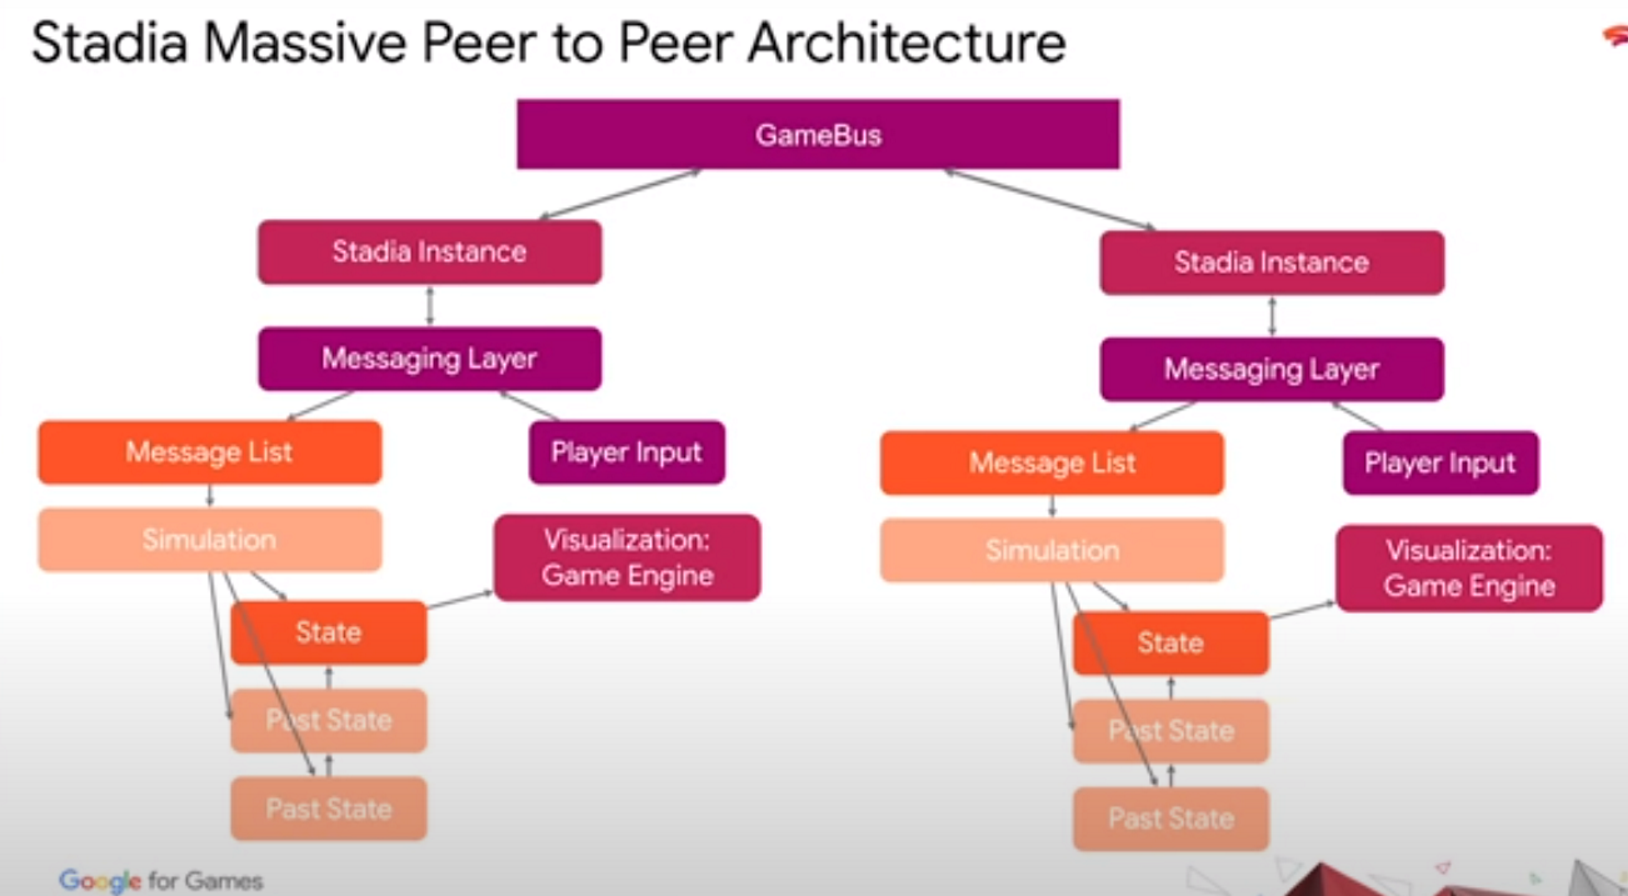 Stadia Massive Peer to Peer Architecture
GameBus
Stadia Instance
Messaging Layer
Message List
Player Input
Simulation
Visualization:
Game Engine
State
Past State
Past State
Stadia Instance
Messaging Layer
Message List
Player Input
Simulation
Visualization:
Game Engine
State
Past State
Past State
Google for Games